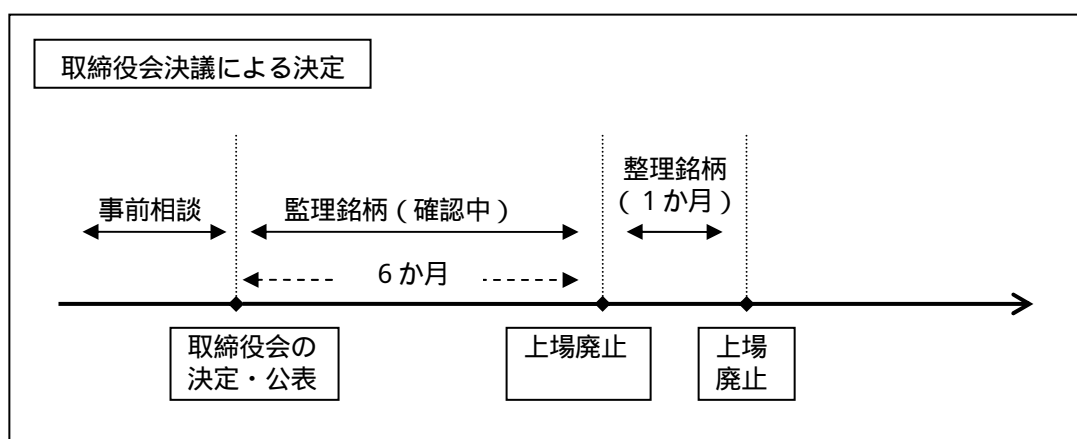 取締役会決議による決定
整理銘柄
(1か月)
事前相談
監理銘柄(確認中)
6か月
取締役会の
決定・公表
上場廃止
上場
廃止